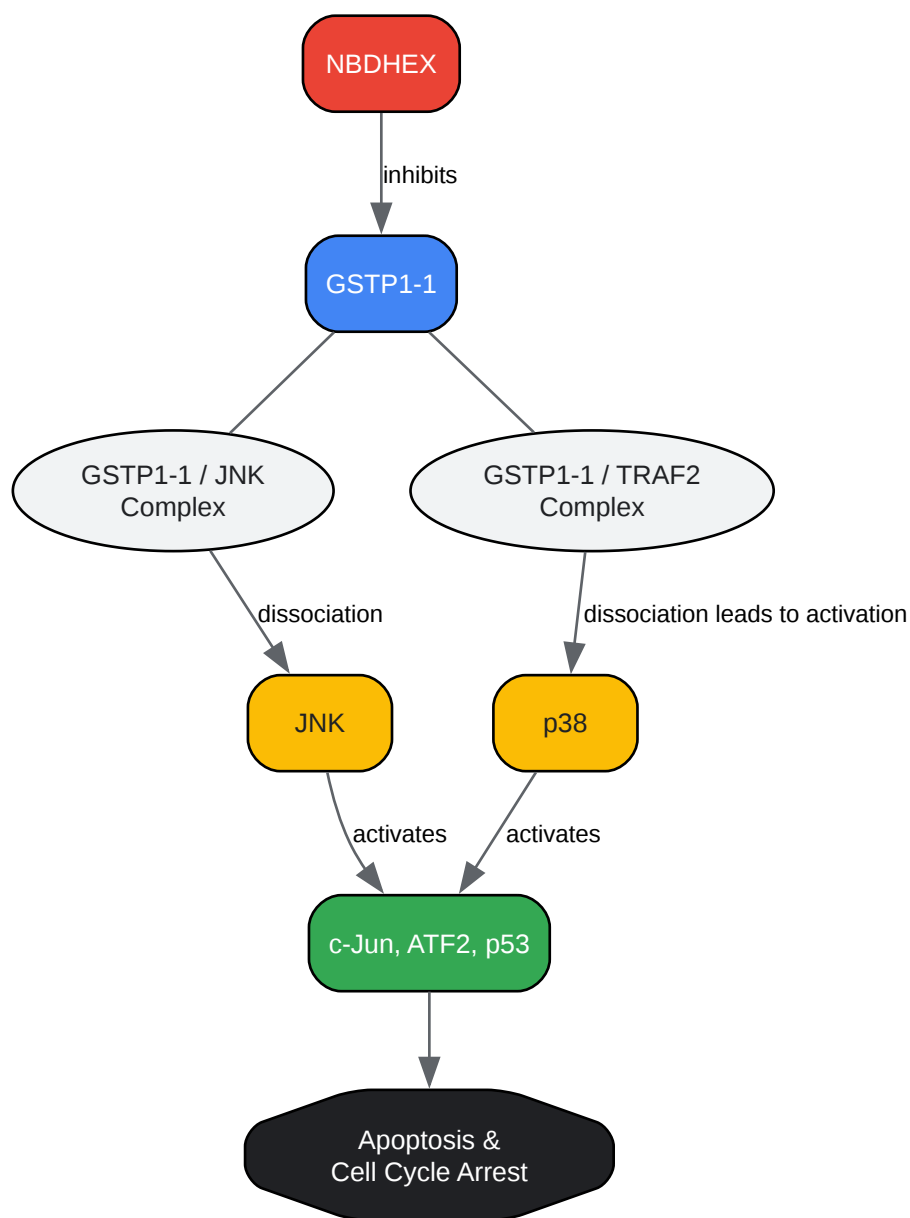 NBDHEX
inhibits
GSTP1-1
GSTP1-1 / JNK
Complex
GSTP1-1 / TRAF2
Complex
dissociation
dissociation leads to activation
JNK
p38
activates
activates
c-Jun, ATF2, p53
Apoptosis &
Cell Cycle Arrest